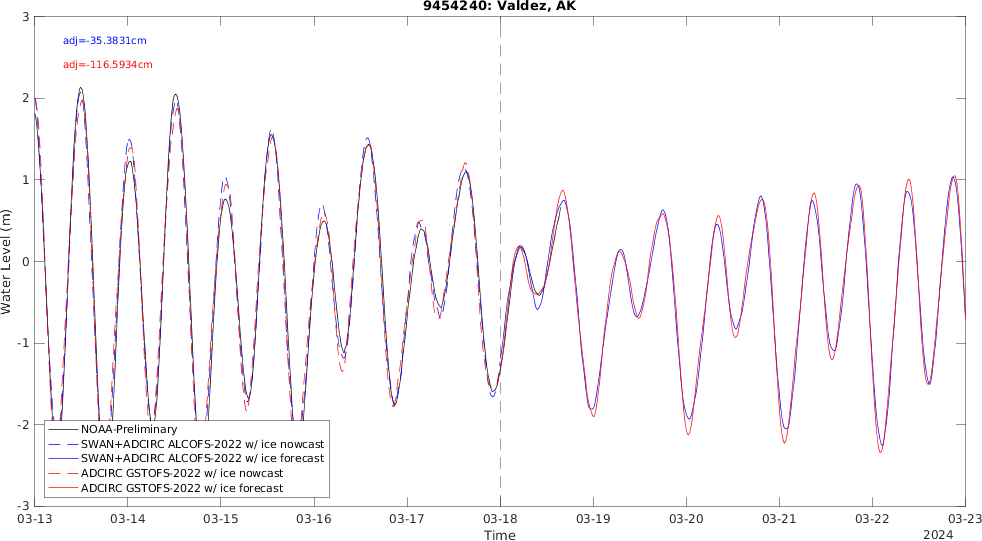 9454240: Valdez, AK
adj=-35.3831cm
adj=-116.5934cm
Water Level (m)
3
2
1
0
-1
-2
-3
NOAA-Preliminary
SWAN+ADCIRC ALCOFS-2022 w/ ice nowcast
SWAN+ADCIRC ALCOFS-2022 w/ ice forecast
ADCIRC GSTOFS-2022 w/ ice nowcast
ADCIRC GSTOFS-2022 w/ ice forecast
03-13 03-14 03-15 03-16 03-17 03-18 03-19 03-20 03-21 03-22 03-23
Time
2024